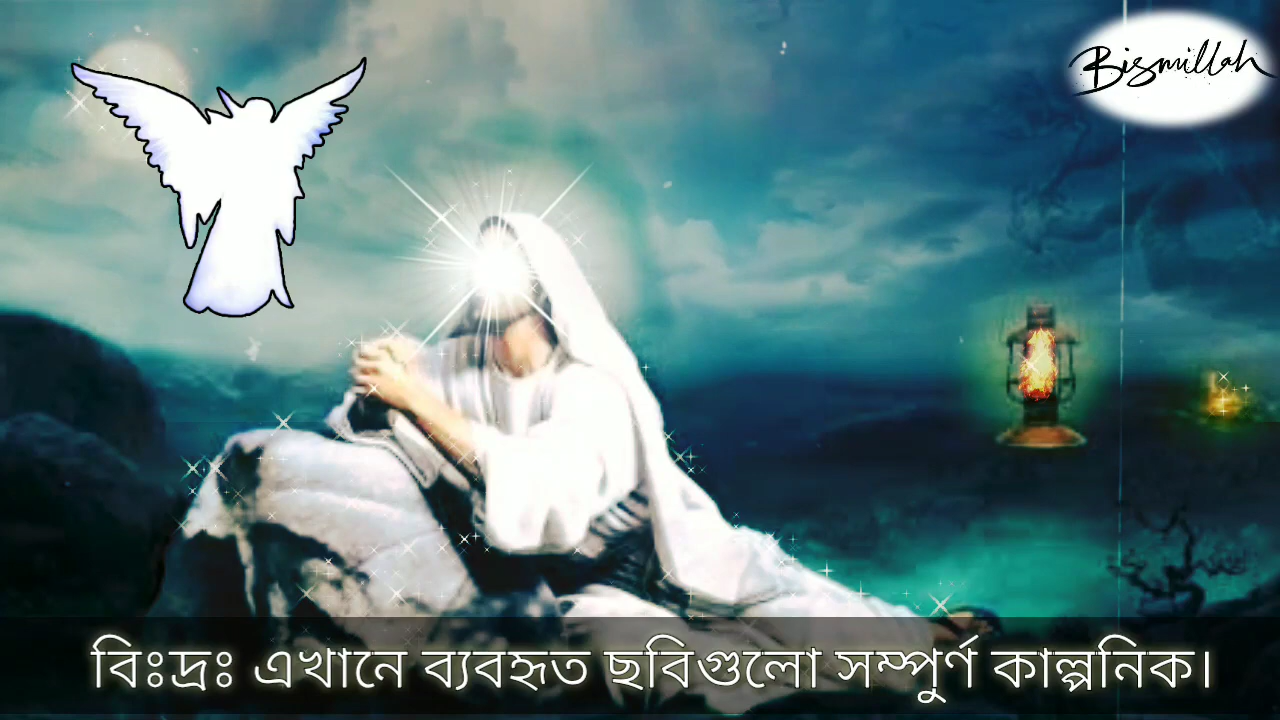 Bismillah
বিঃদ্রঃ এখানে ব্যবহৃত ছবিগুলো সম্পুর্ণ কাল্পনিক।